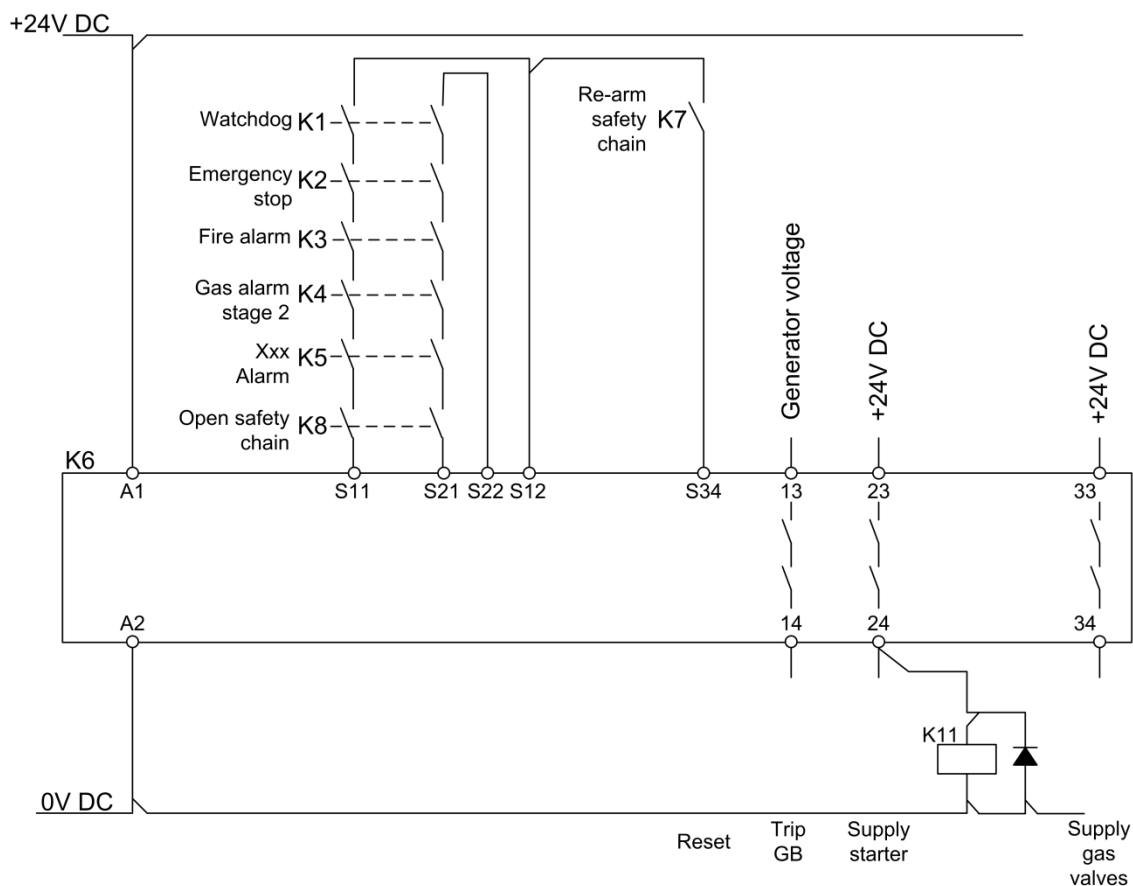 +24V DC
Re-arm
safety
chain
K7
Watchdog K1
Emergency
stop
K2
Fire alarm K3
Gas alarm
stage 2
K4
Xxx
Alarm
K5
Open safety
chain
K8
Generator voltage
+24V DC
+24V DC
K6
A1 S11 S21 S22 S12 S34 13 23 33
A2 14 24 34
K11
0V DC
Reset
Trip
GB
Supply
starter
Supply
gas
valves